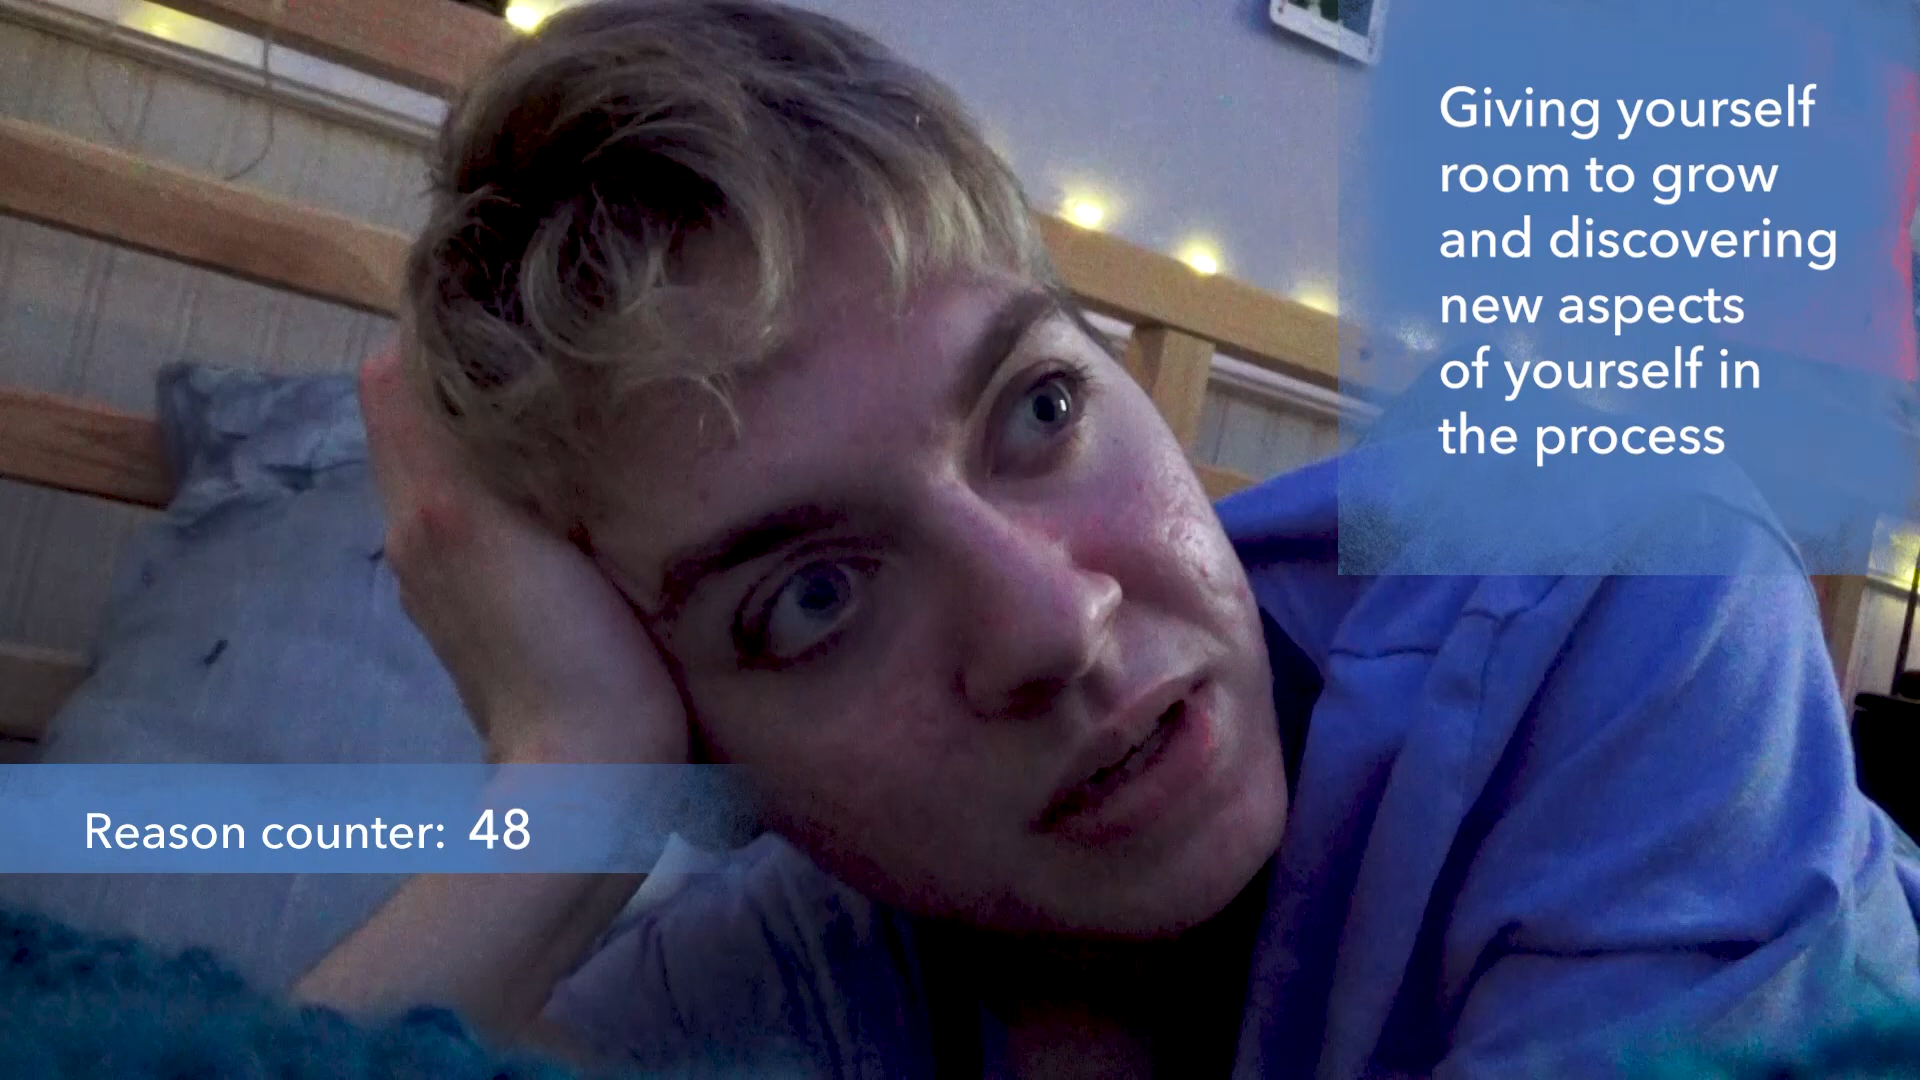 Giving yourself
room to grow
and discovering
new aspects
of yourself in
the process
Reason counter: 48